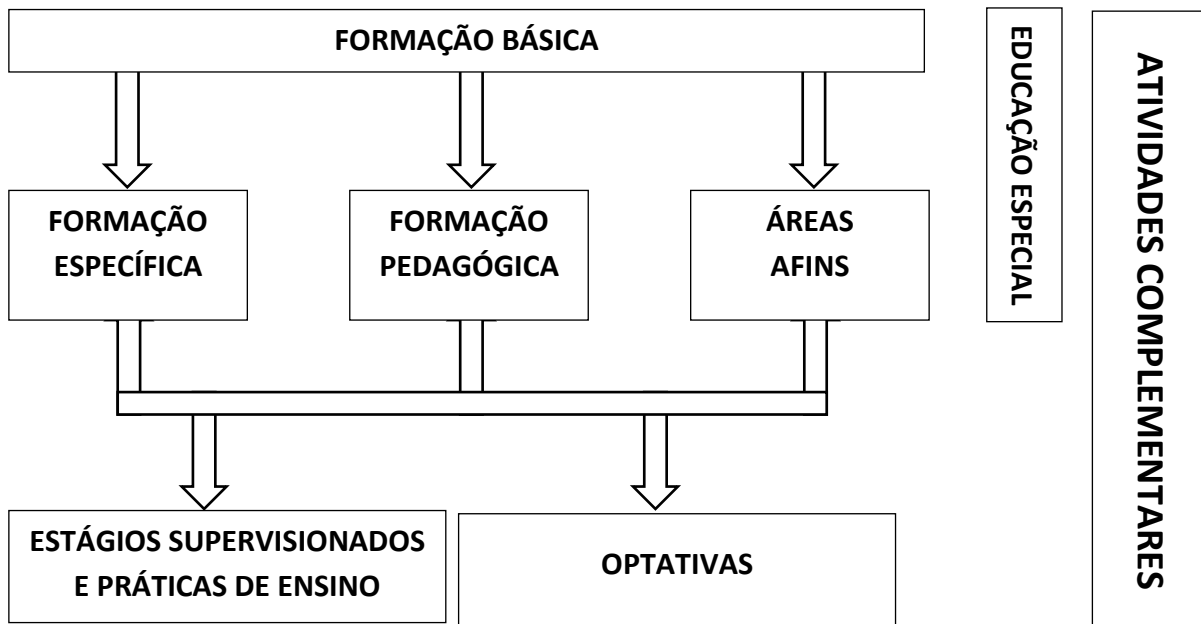 FORMAÇÃO BÁSICA
FORMAÇÃO
ESPECÍFICA
FORMAÇÃO
PEDAGÓGICA
ÁREAS
AFINS
ESTÁGIOS SUPERVISIONADOS
E PRÁTICAS DE ENSINO
OPTATIVAS
EDUCAÇÃO ESPECIAL
ATIVIDADES COMPLEMENTARES